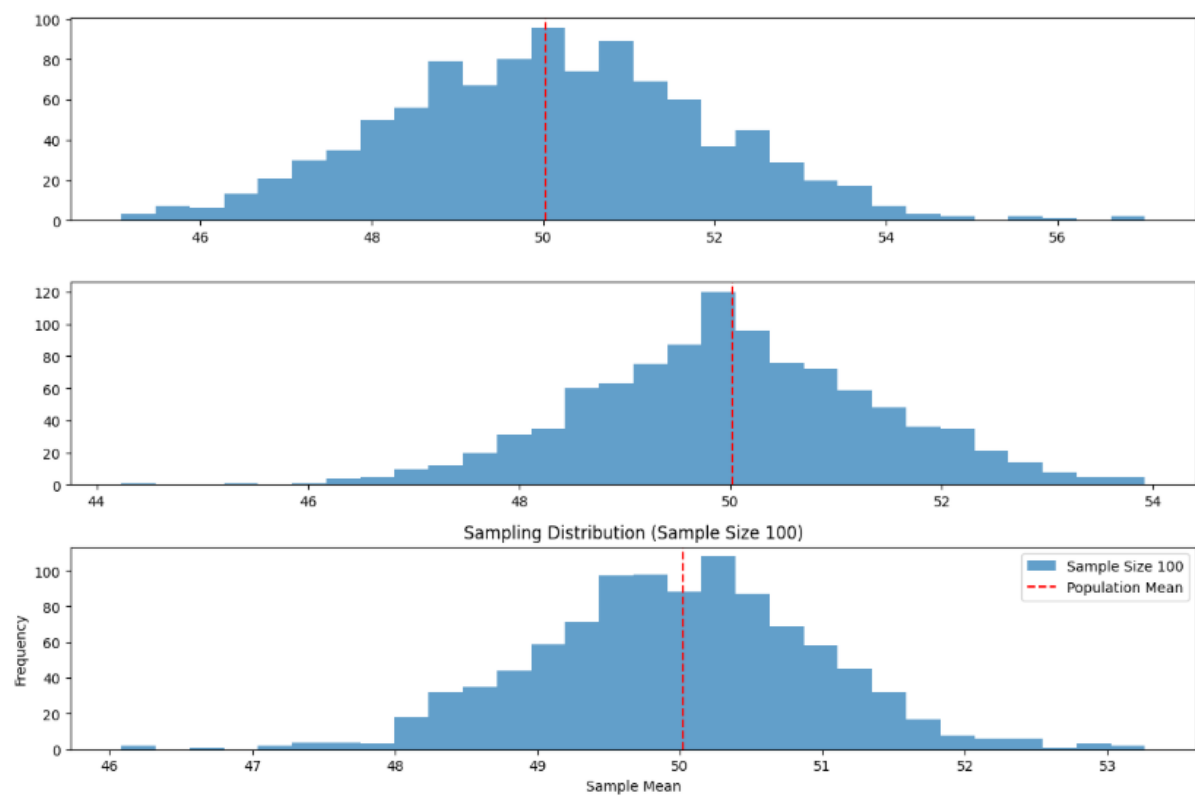 100
80
60
40
20
0
46 48 50 52 54 56
120
100
80
60
40
20
0
44 46 48 50 52 54
Sampling Distribution (Sample Size 100)
Sample Size 100
Population Mean
100
80
60
40
20
0
Frequency
46 47 48 49 50 51 52 53
Sample Mean